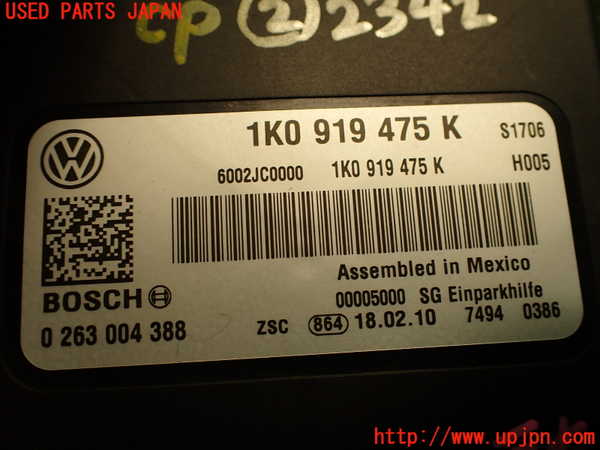 USED PARTS JAPAN
CP ② 2342
1K0 919 475 K S1706
6002JC0000 1K0 919 475 K H005
Assembled in Mexico
BOSCH 00005000 SG Einparkhilfe
0 263 004 388 ZSC 864 18.02.10 7494 0386
http://www.upjpn.com/